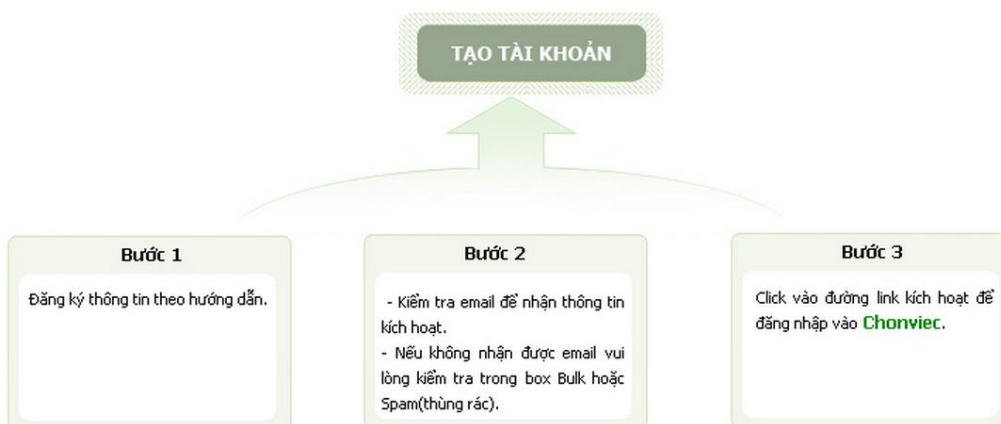 TẠO TÀI KHOẢN
Bước 1
Đăng ký thông tin theo hướng dẫn.
Bước 2
- Kiểm tra email để nhận thông tin
kích hoạt.
- Nếu không nhận được email vui
lòng kiểm tra trong box Bulk hoặc
Spam(thùng rác).
Bước 3
Click vào đường link kích hoạt để
đăng nhập vào Chonviec.